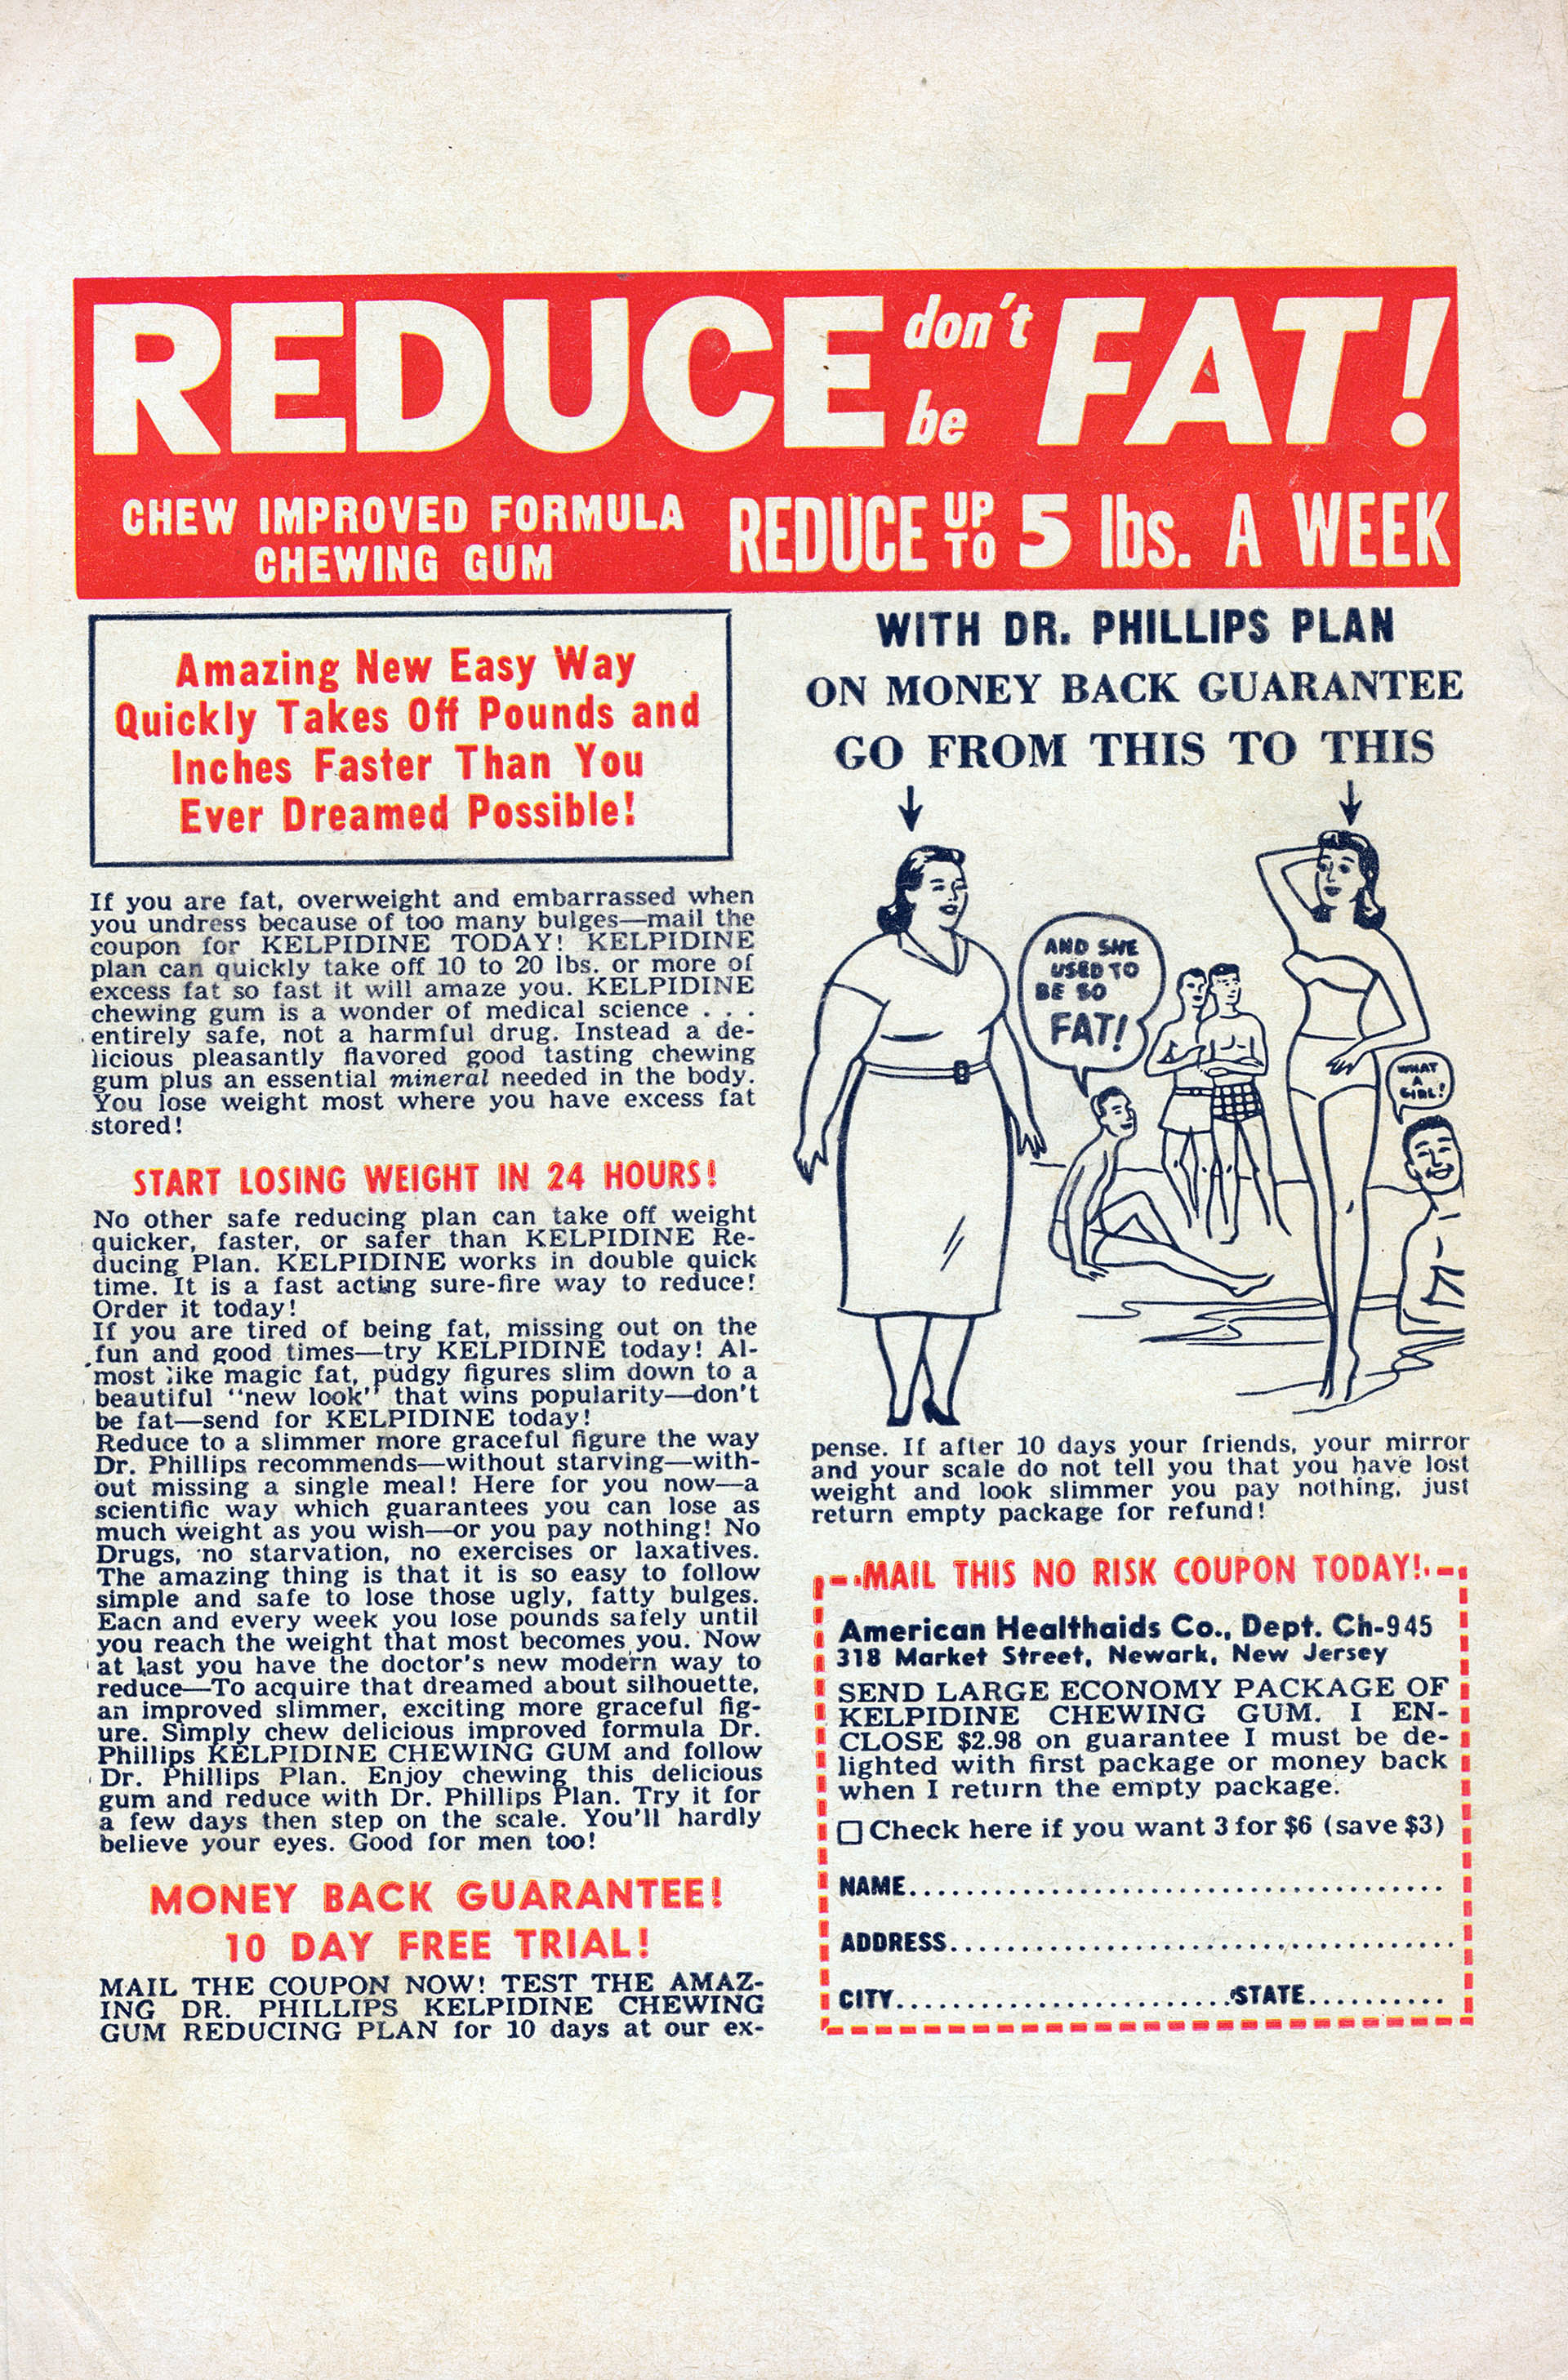 REDUCE don't be FAT!
CHEW IMPROVED FORMULA
CHEWING GUM
REDUCE UP TO 5 lbs. A WEEK
Amazing New Easy Way
Quickly Takes Off Pounds and
Inches Faster Than You
Ever Dreamed Possible!
If you are fat, overweight and embarrassed when
you undress because of too many bulges—mail the
coupon for KELPIDINE TODAY! KELPIDINE
plan can quickly take off 10 to 20 lbs. or more of
excess fat so fast it will amaze you. KELPIDINE
chewing gum is a wonder of medical science . . .
entirely safe, not a harmful drug. Instead a de-
licious pleasantly flavored good tasting chewing
gum plus an essential mineral needed in the body.
You lose weight most where you have excess fat
stored!
START LOSING WEIGHT IN 24 HOURS!
No other safe reducing plan can take off weight
quicker, faster, or safer than KELPIDINE Re-
ducing Plan. KELPIDINE works in double quick
time. It is a fast acting sure-fire way to reduce!
Order it today!
If you are tired of being fat, missing out on the
fun and good times—try KELPIDINE today! Al-
most like magic fat, pudgy figures slim down to a
beautiful "new look" that wins popularity—don't
be fat—send for KELPIDINE today!
Reduce to a slimmer more graceful figure the way
Dr. Phillips recommends—without starving—with-
out missing a single meal! Here for you now—a
scientific way which guarantees you can lose as
much weight as you wish—or you pay nothing! No
Drugs, no starvation, no exercises or laxatives.
The amazing thing is that it is so easy to follow
simple and safe to lose those ugly, fatty bulges.
Each and every week you lose pounds safely until
you reach the weight that most becomes you. Now
at last you have the doctor's new modern way to
reduce—To acquire that dreamed about silhouette,
an improved slimmer, exciting more graceful fig-
ure. Simply chew delicious improved formula Dr.
Phillips KELPIDINE CHEWING GUM and follow
Dr. Phillips Plan. Enjoy chewing this delicious
gum and reduce with Dr. Phillips Plan. Try it for
a few days then step on the scale. You'll hardly
believe your eyes. Good for men too!
MONEY BACK GUARANTEE!
10 DAY FREE TRIAL!
MAIL THE COUPON NOW! TEST THE AMAZ-
ING DR. PHILLIPS KELPIDINE CHEWING
GUM REDUCING PLAN for 10 days at our ex-
WITH DR. PHILLIPS PLAN
ON MONEY BACK GUARANTEE
GO FROM THIS TO THIS
AND SHE
USED TO
BE SO
FAT!
WHAT
A
GIRL!
pense. If after 10 days your friends, your mirror
and your scale do not tell you that you have lost
weight and look slimmer you pay nothing, just
return empty package for refund!
MAIL THIS NO RISK COUPON TODAY!
American Healthaids Co., Dept. Ch-945
318 Market Street, Newark, New Jersey
SEND LARGE ECONOMY PACKAGE OF
KELPIDINE CHEWING GUM. I EN-
CLOSE $2.98 on guarantee I must be de-
lighted with first package or money back
when I return the empty package.
Check here if you want 3 for $6 (save $3)
NAME
ADDRESS
CITY STATE